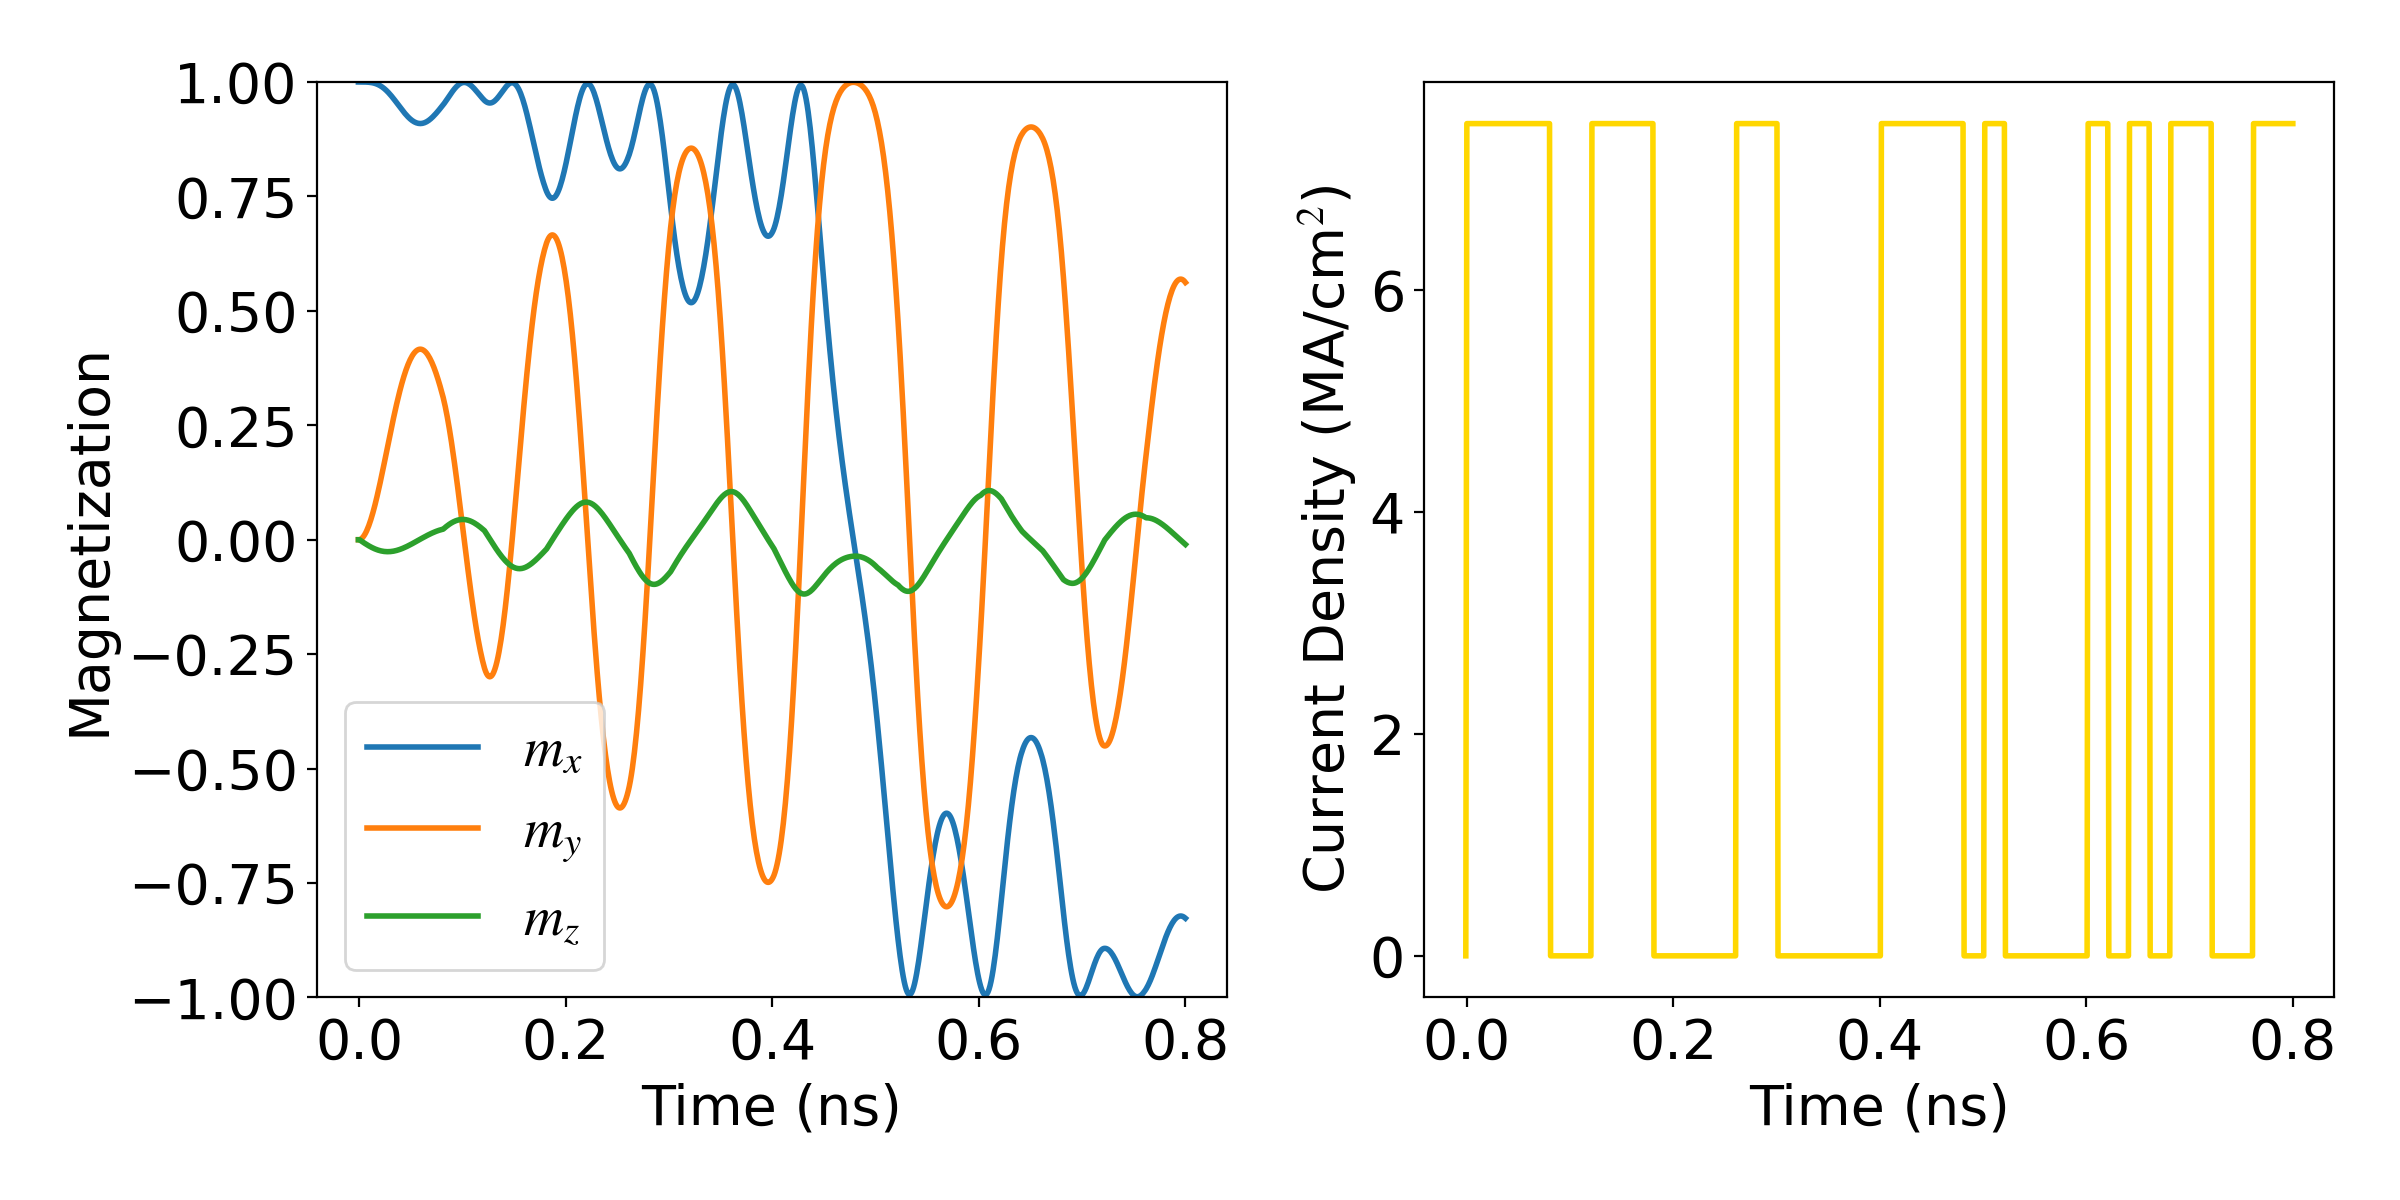 Magnetization
1.00
0.75
0.50
0.25
0.00
−0.25
−0.50
−0.75
−1.00
m_x
m_y
m_z
0.0 0.2 0.4 0.6 0.8
Time (ns)
Current Density (MA/cm²)
6
4
2
0
0.0 0.2 0.4 0.6 0.8
Time (ns)